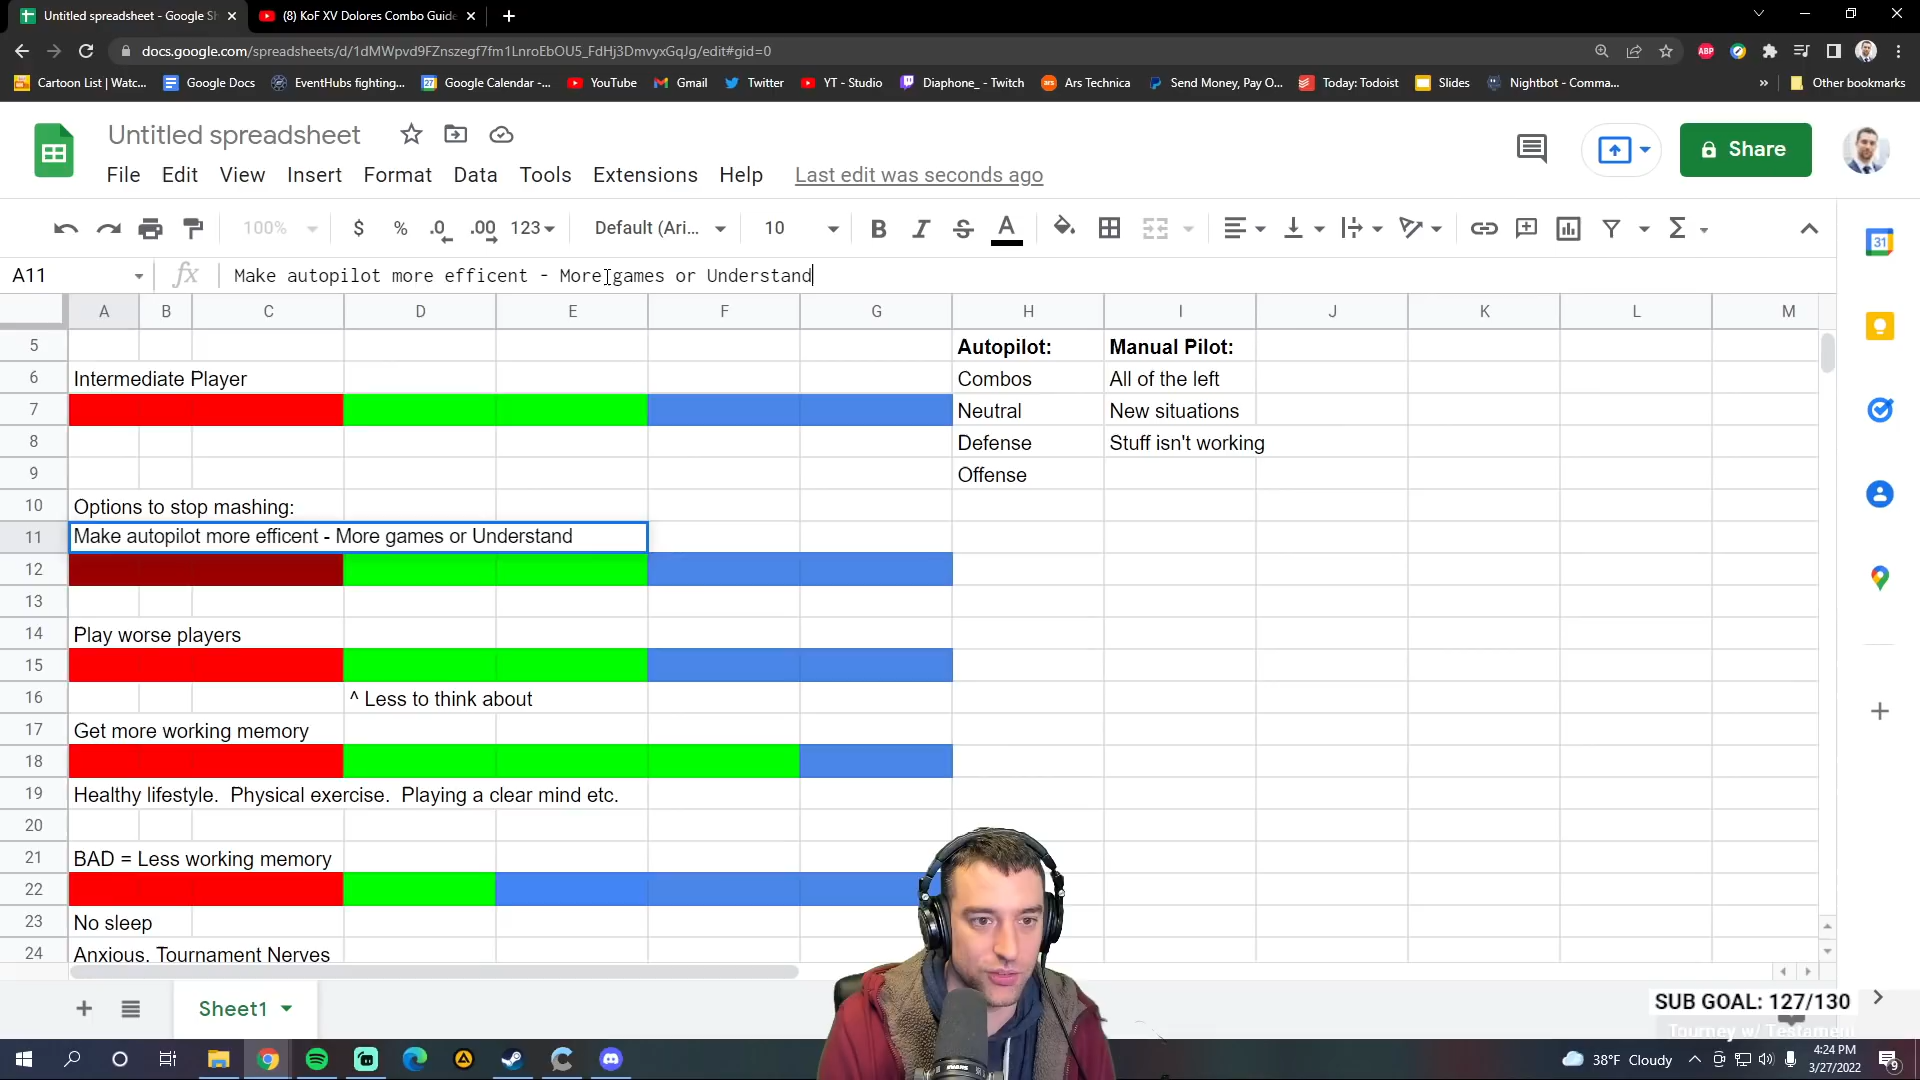 Untitled spreadsheet - Google Sh
(8) KoF XV Dolores Combo Guide
docs.google.com/spreadsheets/d/1dMWpvd9FZnszegf7fm1LnroEbOU5_FdHj3DmvyxGqJg/edit#gid=0
ABP
Cartoon List | Watc... Google Docs EventHubs fighting... Google Calendar -... YouTube Gmail Twitter YT - Studio Diaphone_ - Twitch Ars Technica Send Money, Pay O... Today: Todoist Slides Nightbot - Comma... » Other bookmarks
Untitled spreadsheet
Share
File Edit View Insert Format Data Tools Extensions Help Last edit was seconds ago
100% $ % .0 .00 123 Default (Ari... 10 B I S A
A11 fx Make autopilot more efficent - More games or Understand
A B C D E F G H I J K L M
5 Autopilot: Manual Pilot:
6 Intermediate Player Combos All of the left
7 Neutral New situations
8 Defense Stuff isn't working
9 Offense
10 Options to stop mashing:
11 Make autopilot more efficent - More games or Understand
12
13
14 Play worse players
15
16 ^ Less to think about
17 Get more working memory
18
19 Healthy lifestyle. Physical exercise. Playing a clear mind etc.
20
21 BAD = Less working memory
22
23 No sleep
24 Anxious. Tournament Nerves
Sheet1
SUB GOAL: 127/130
Tourney w/ Testament
38°F Cloudy
4:24 PM
3/27/2022
9